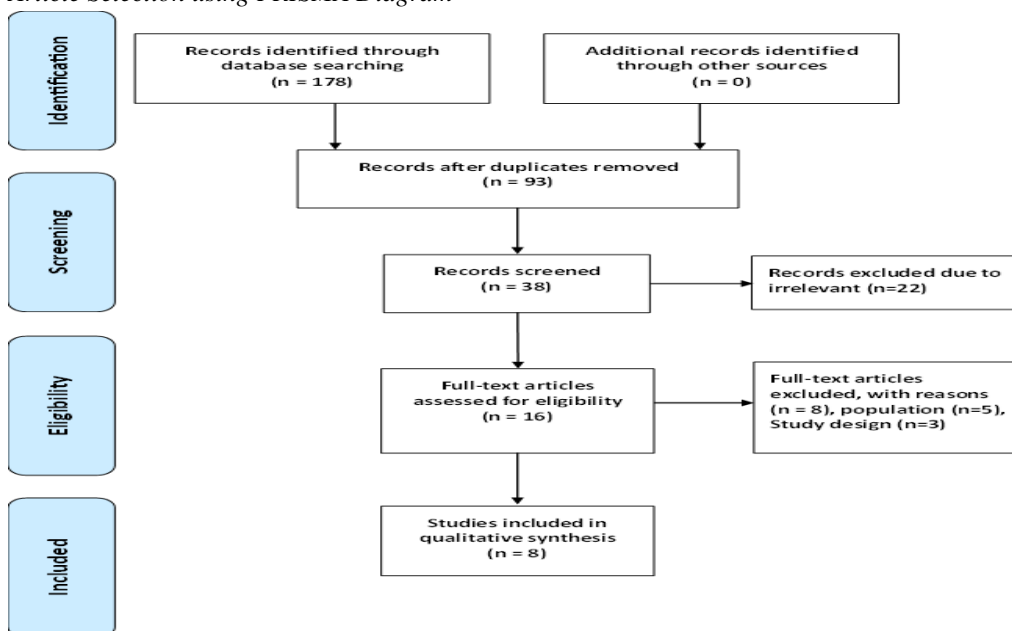 Article Selection using PRISMA Diagram
Identification
Records identified through
database searching
(n = 178)
Additional records identified
through other sources
(n = 0)
Records after duplicates removed
(n = 93)
Screening
Records screened
(n = 38)
Records excluded due to
irrelevant (n=22)
Eligibility
Full-text articles
assessed for eligibility
(n = 16)
Full-text articles
excluded, with reasons
(n = 8), population (n=5),
Study design (n=3)
Included
Studies included in
qualitative synthesis
(n = 8)